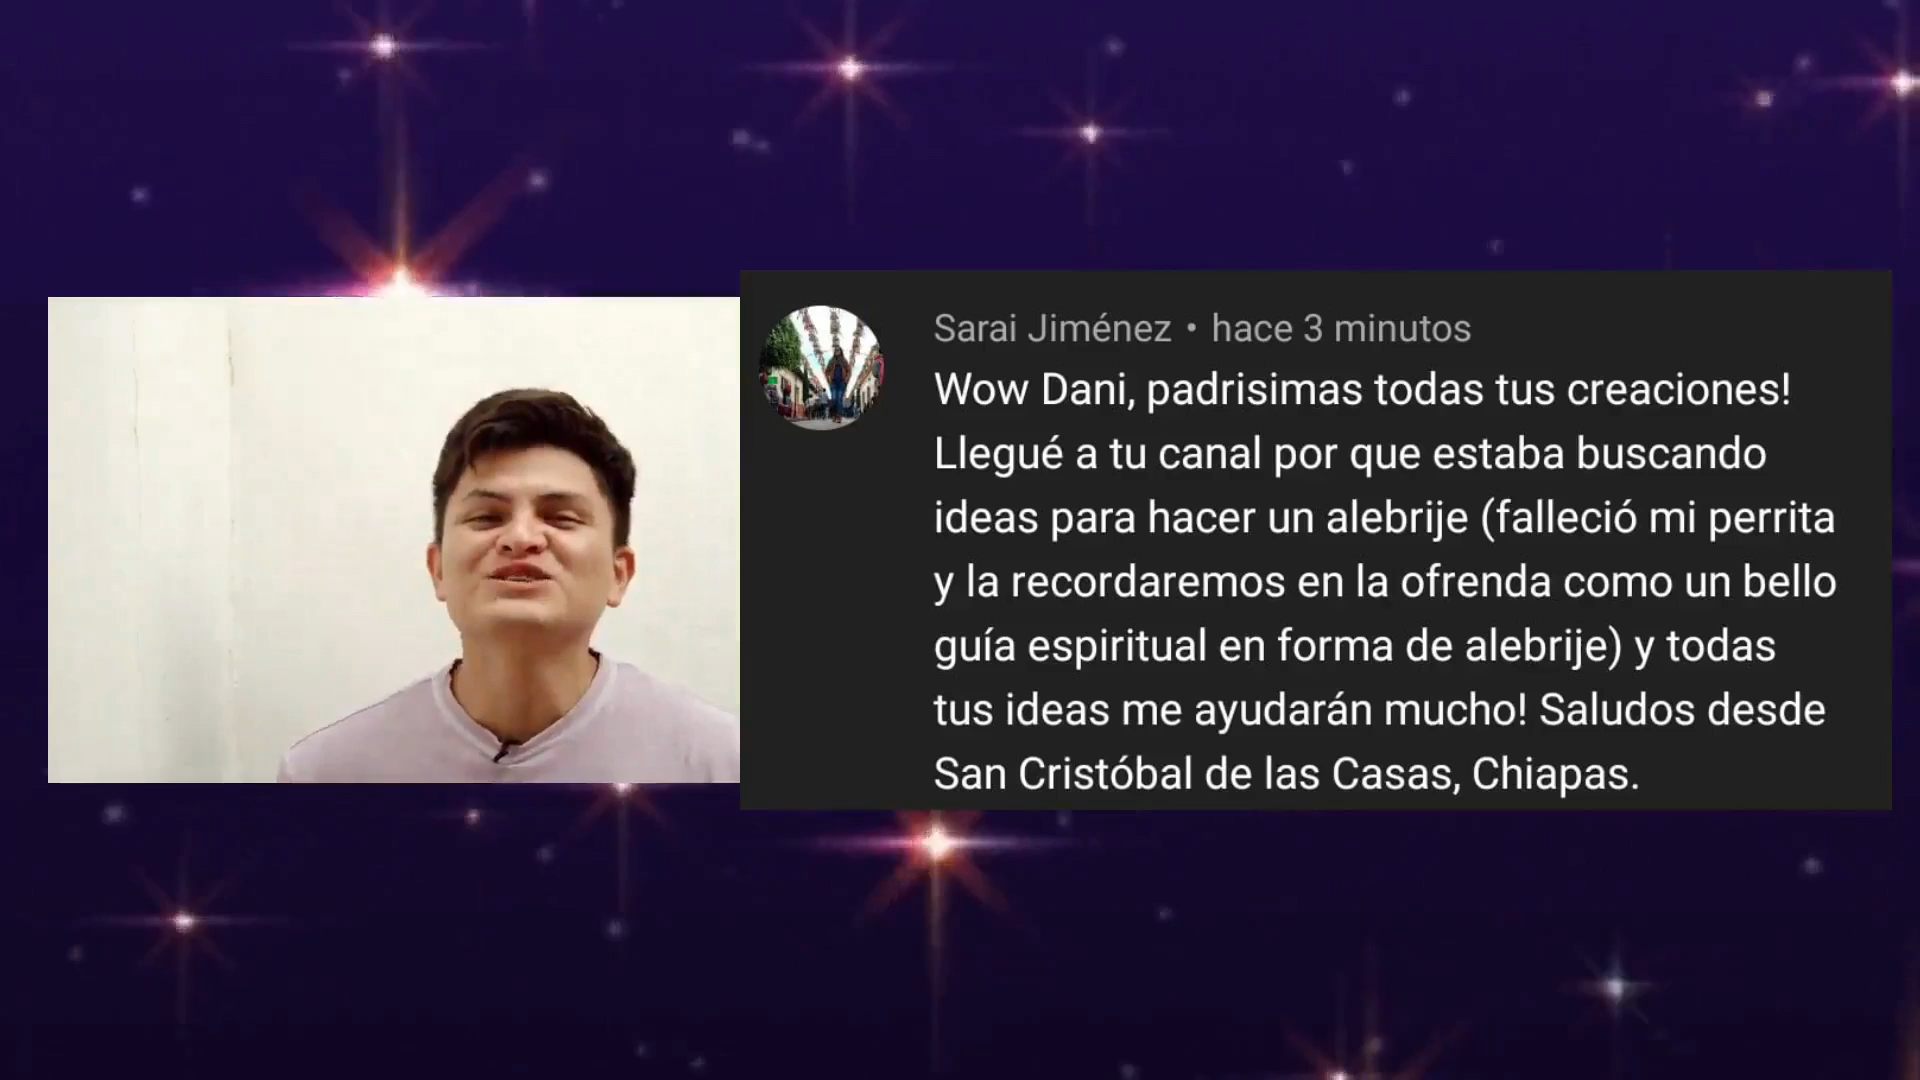 Sarai Jiménez • hace 3 minutos
Wow Dani, padrisimas todas tus creaciones!
Llegué a tu canal por que estaba buscando
ideas para hacer un alebrije (falleció mi perrita
y la recordaremos en la ofrenda como un bello
guía espiritual en forma de alebrije) y todas
tus ideas me ayudarán mucho! Saludos desde
San Cristóbal de las Casas, Chiapas.